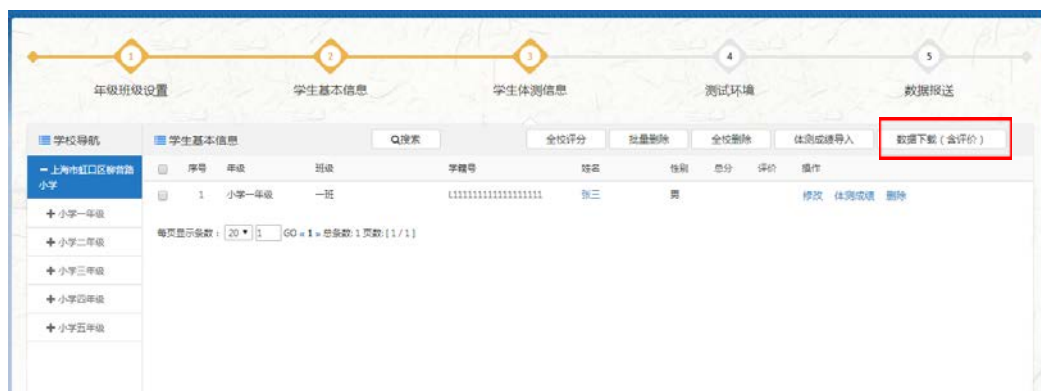 1 2 3 4 5
年级班级设置 学生基本信息 学生体测信息 测试环境 数据报送
学校导航 学生基本信息 搜索 全校评分 批量删除 全校删除 体测成绩导入 数据下载(含评价)
上海市虹口区柳营路小学
序号 年级 班级 学籍号 姓名 性别 总分 评价 操作
1 小学一年级 一班 L111111111111111111 张三 男 修改 体测成绩 删除
小学一年级
每页显示条数: 20 1 GO « 1 » 总条数: 1 页数: [ 1 / 1 ]
小学二年级
小学三年级
小学四年级
小学五年级